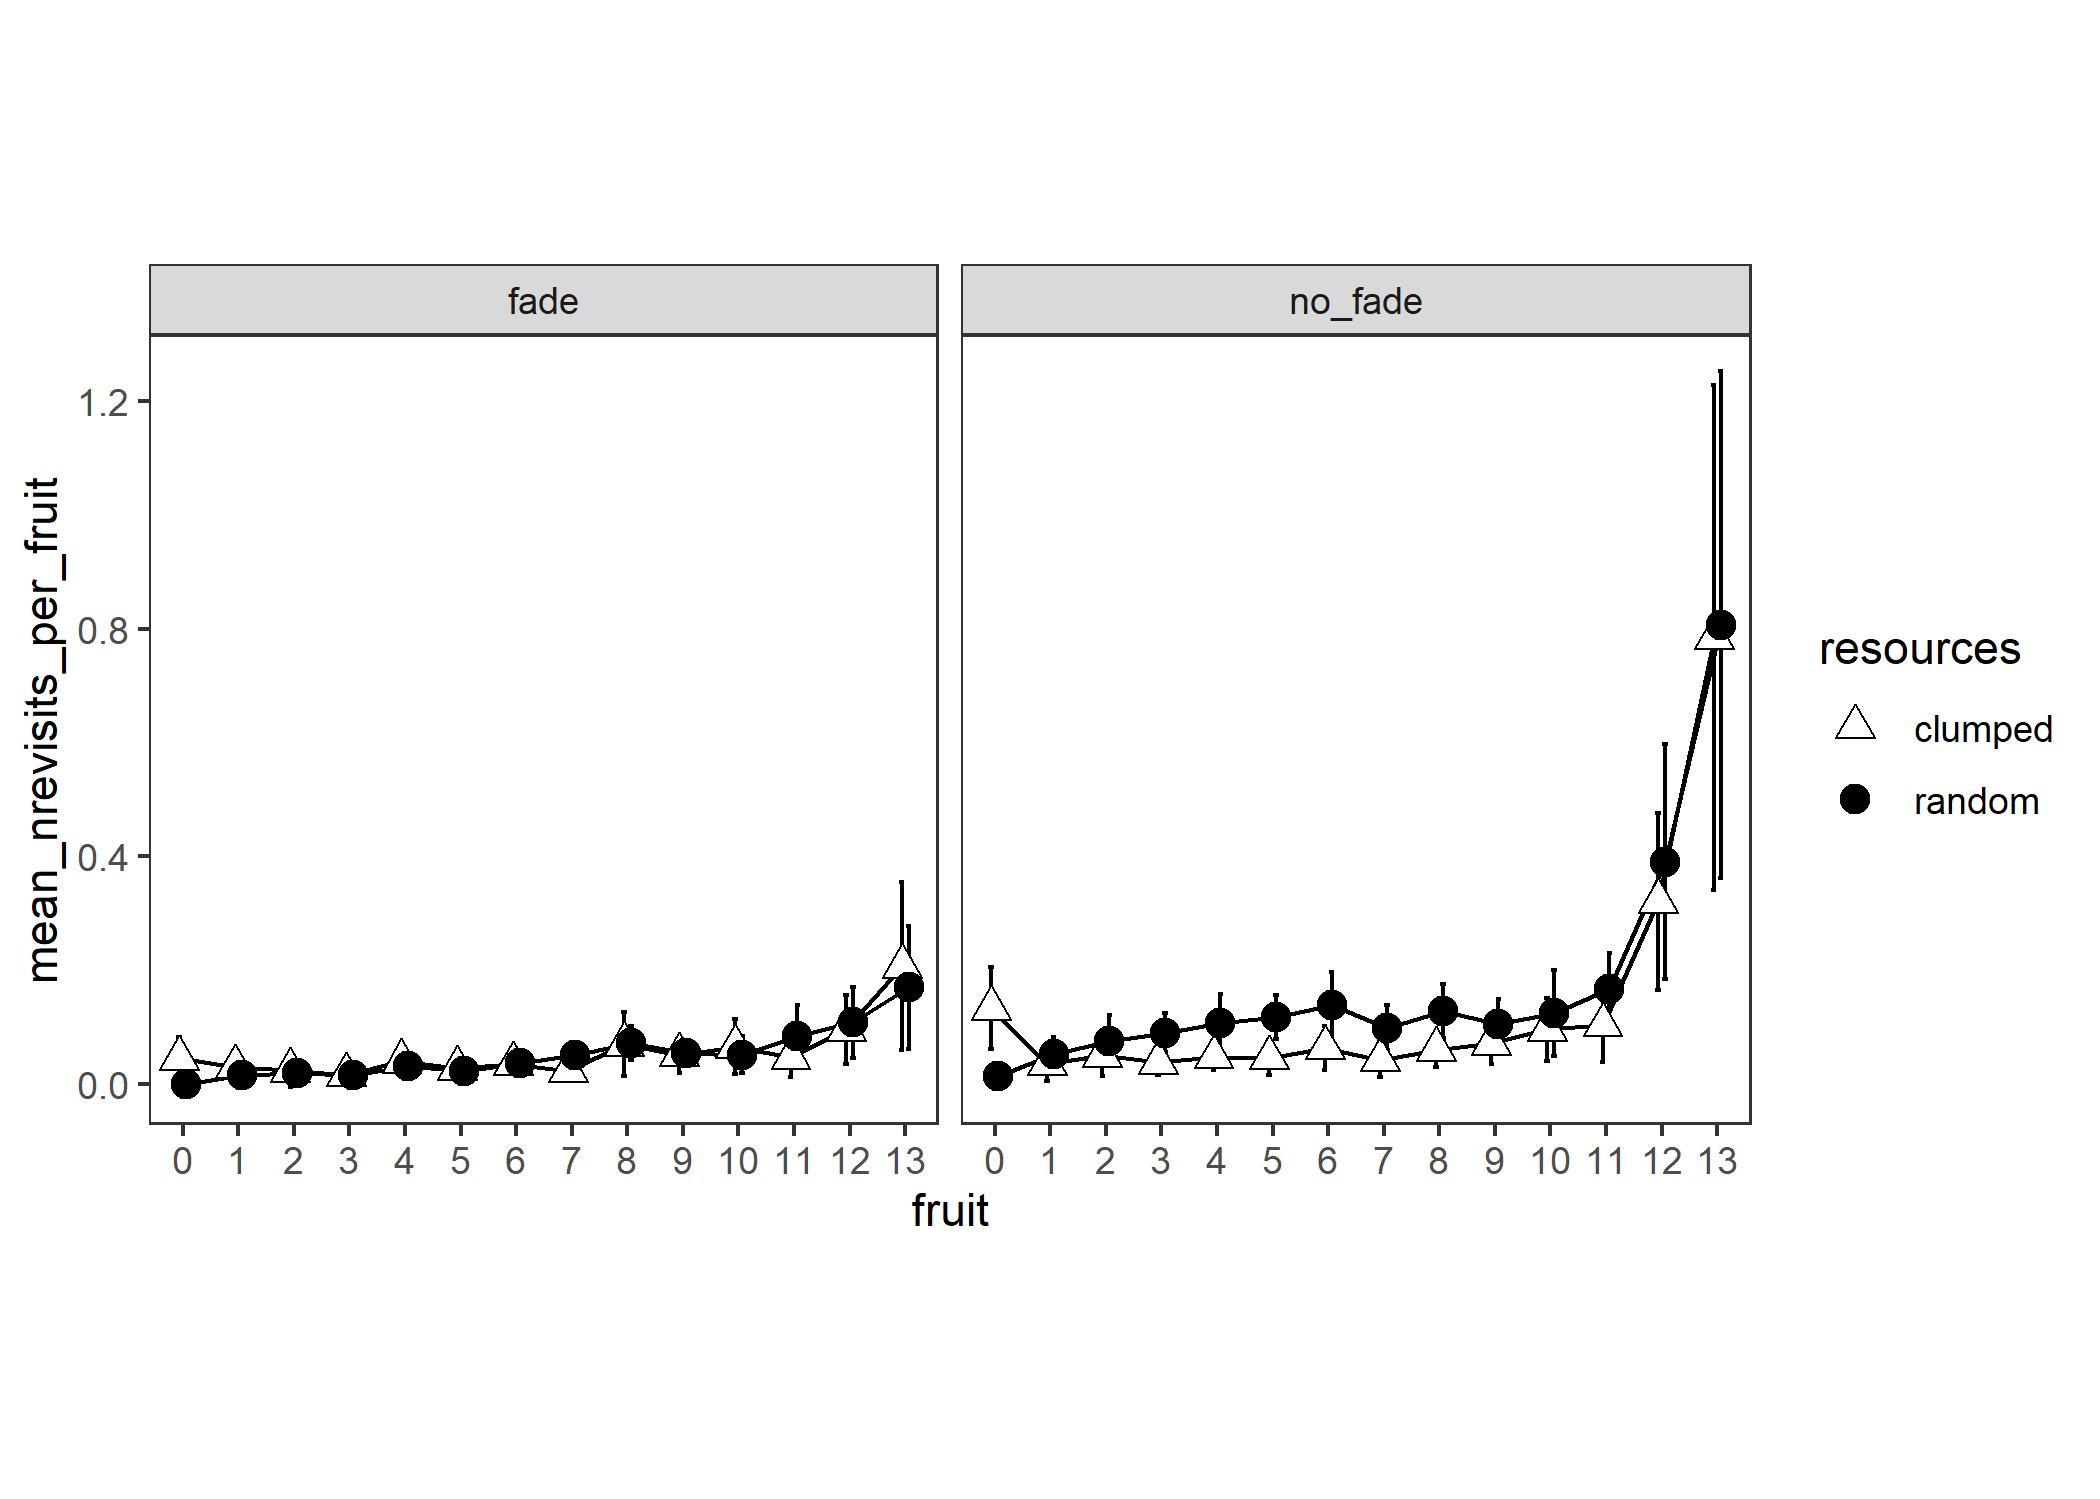 fade
no_fade
1.2
0.8
0.4
0.0
mean_nrevisits_per_fruit
0 1 2 3 4 5 6 7 8 9 10 11 12 13
0 1 2 3 4 5 6 7 8 9 10 11 12 13
fruit
resources
clumped
random